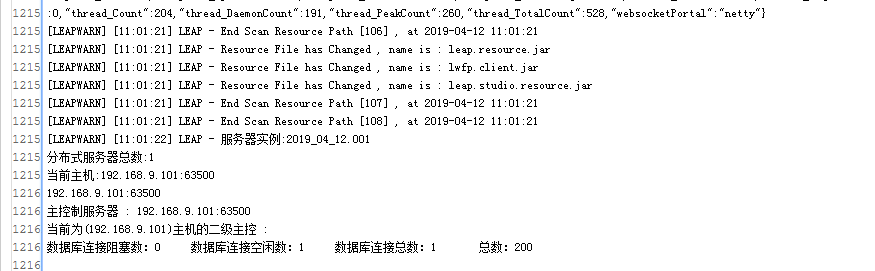 1215 :0,"thread_Count":204,"thread_DaemonCount":191,"thread_PeakCount":260,"thread_TotalCount":528,"websocketPortal":"netty"}
1215 [LEAPWARN] [11:01:21] LEAP - End Scan Resource Path [106] , at 2019-04-12 11:01:21
1215 [LEAPWARN] [11:01:21] LEAP - Resource File has Changed , name is : leap.resource.jar
1215 [LEAPWARN] [11:01:21] LEAP - Resource File has Changed , name is : lwfp.client.jar
1215 [LEAPWARN] [11:01:21] LEAP - Resource File has Changed , name is : leap.studio.resource.jar
1215 [LEAPWARN] [11:01:21] LEAP - End Scan Resource Path [107] , at 2019-04-12 11:01:21
1215 [LEAPWARN] [11:01:21] LEAP - End Scan Resource Path [108] , at 2019-04-12 11:01:21
1215 [LEAPWARN] [11:01:22] LEAP - 服务器实例:2019_04_12.001
1215 分布式服务器总数:1
1215 当前主机:192.168.9.101:63500
1216 192.168.9.101:63500
1216 主控制服务器 : 192.168.9.101:63500
1216 当前为(192.168.9.101)主机的二级主控 :
1216 数据库连接阻塞数: 0 数据库连接空闲数: 1 数据库连接总数: 1 总数: 200
1216